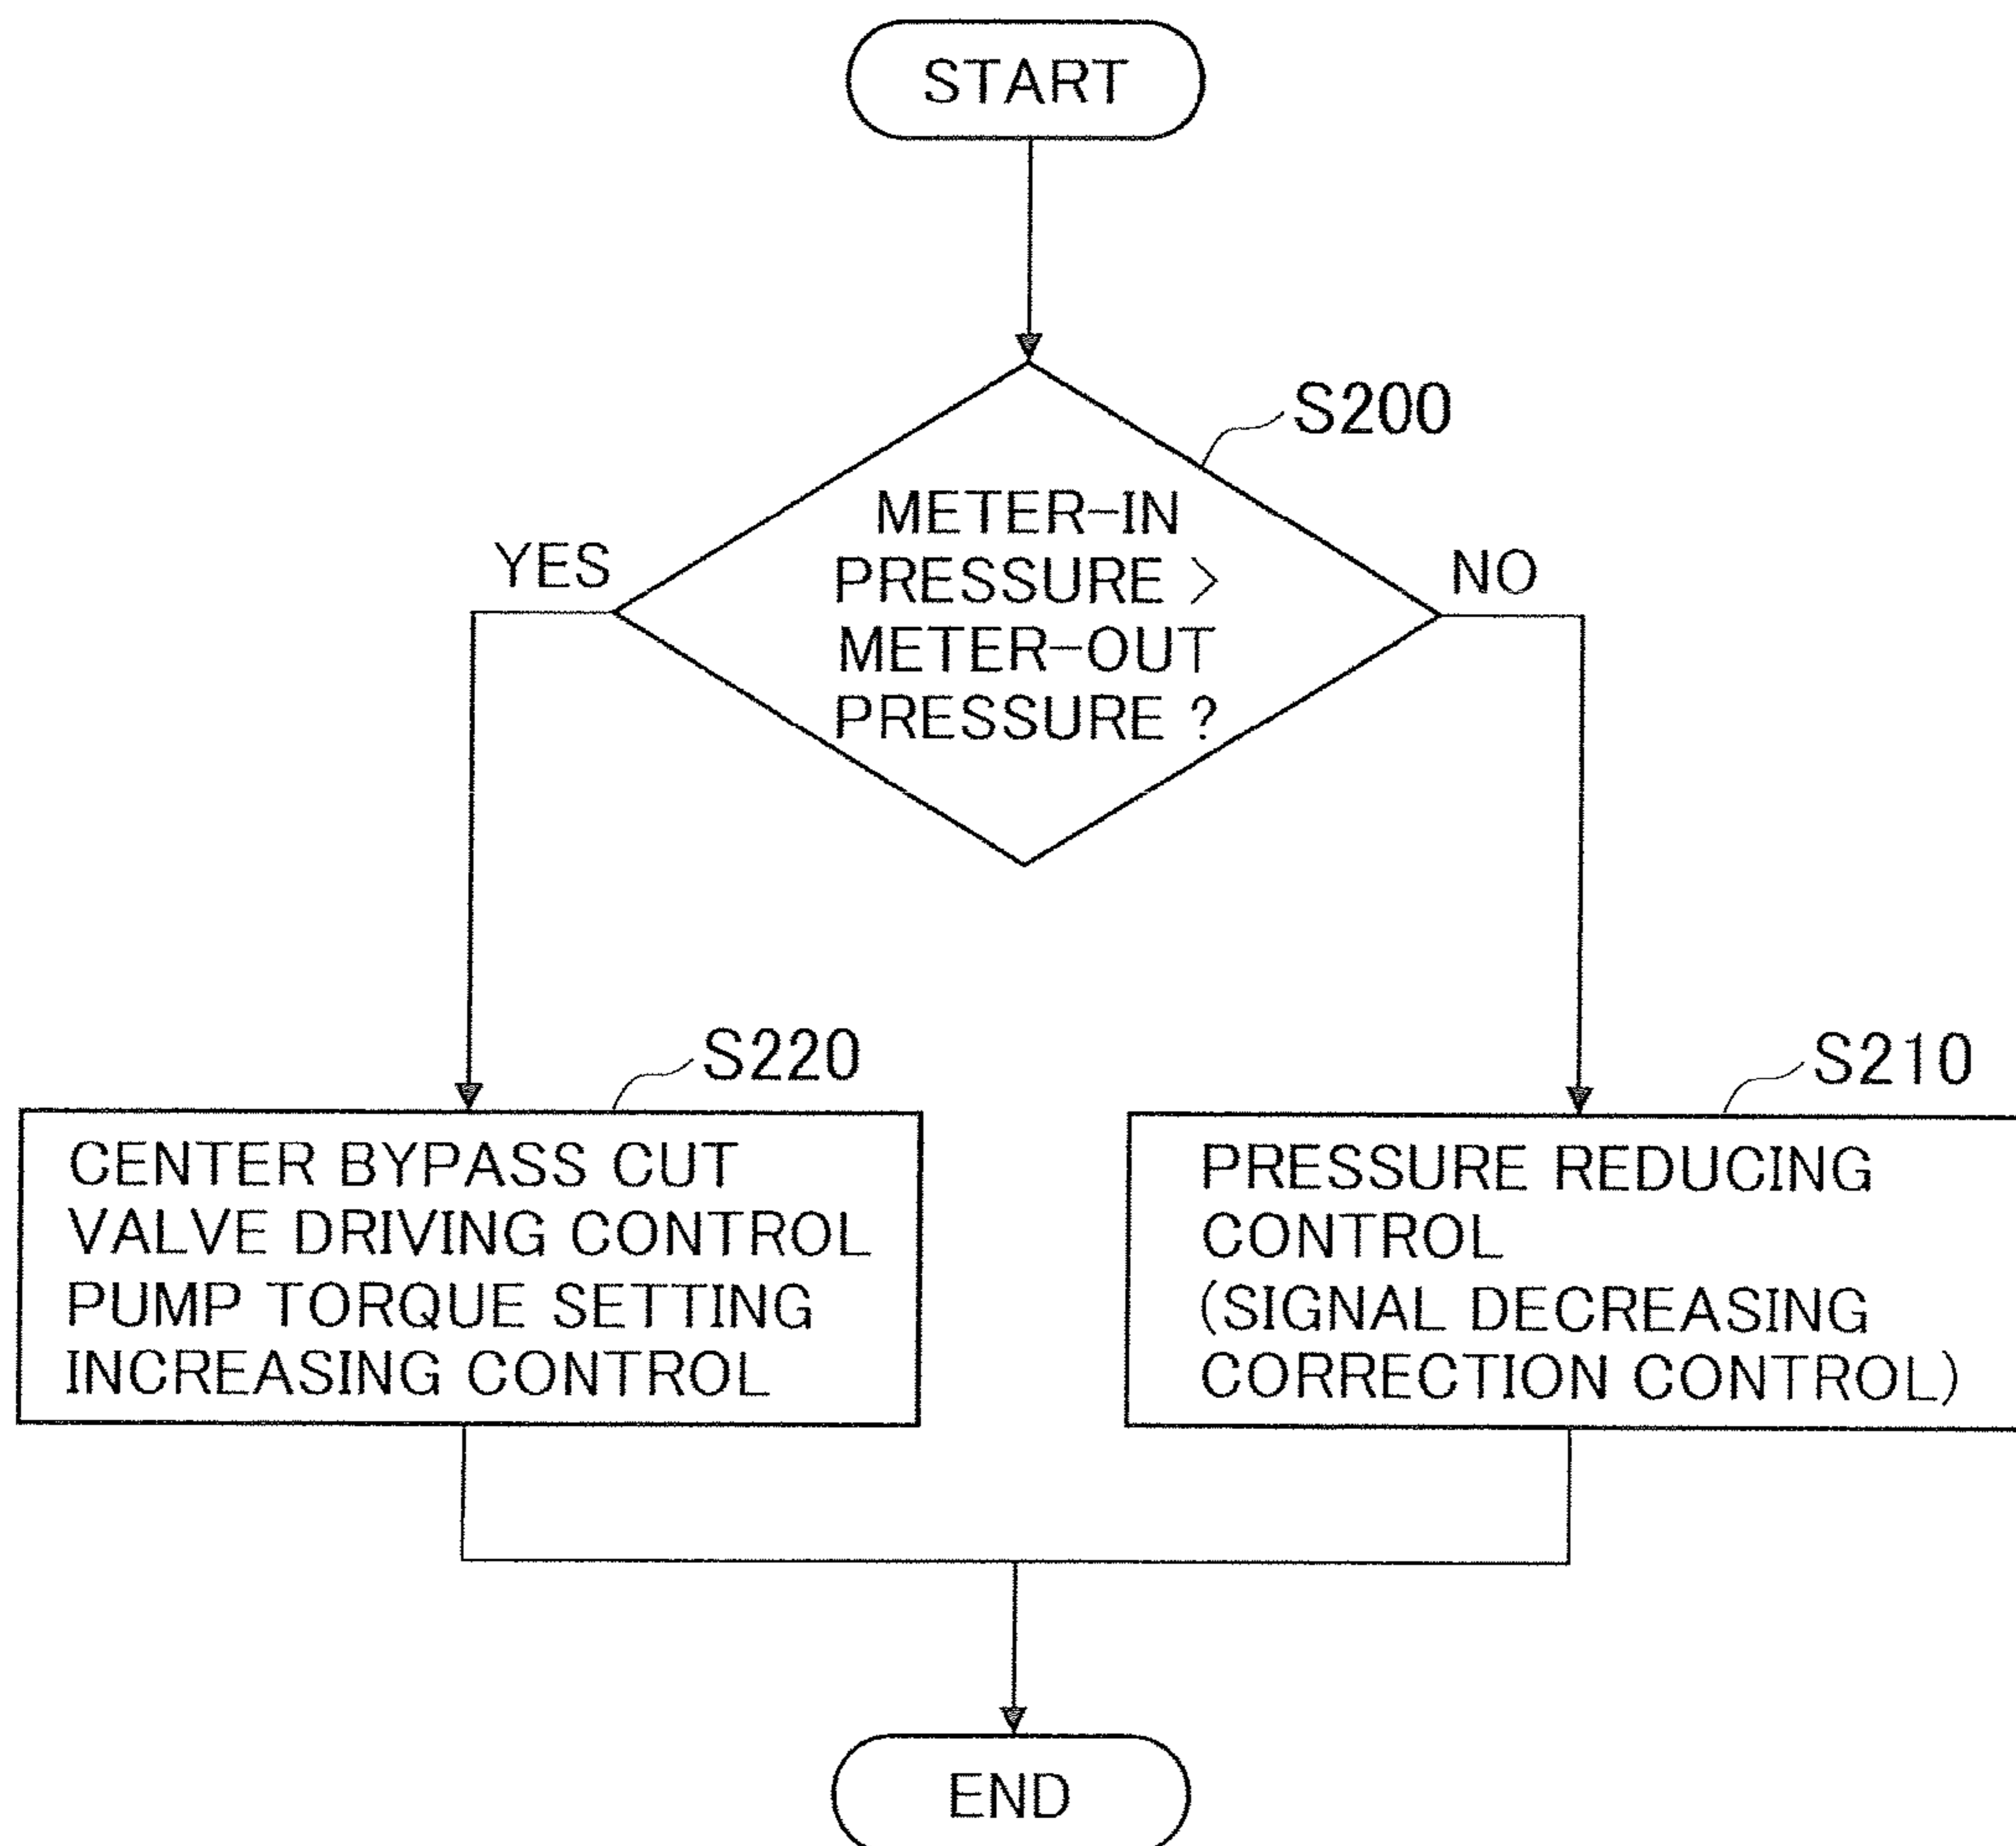 START
S200
METER-IN
PRESSURE >
METER-OUT
PRESSURE ?
YES
NO
S220
CENTER BYPASS CUT
VALVE DRIVING CONTROL
PUMP TORQUE SETTING
INCREASING CONTROL
S210
PRESSURE REDUCING
CONTROL
(SIGNAL DECREASING
CORRECTION CONTROL)
END